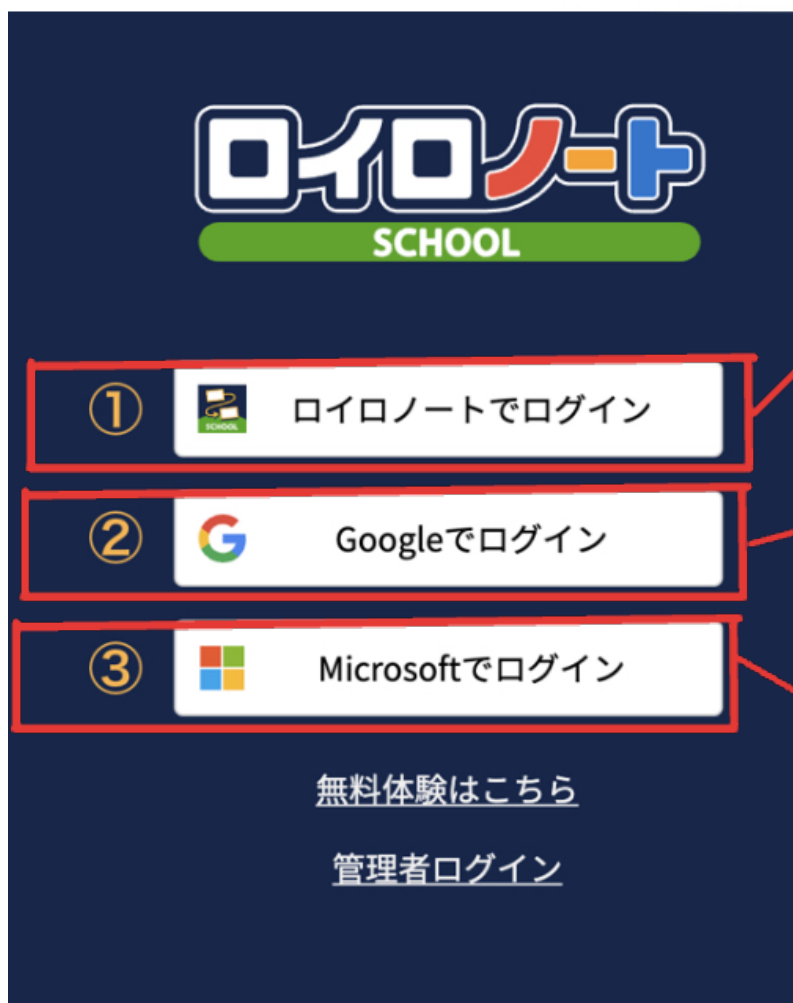 ロイロノート
SCHOOL
① SCHOOL ロイロノートでログイン
② Googleでログイン
③ Microsoftでログイン
無料体験はこちら
管理者ログイン